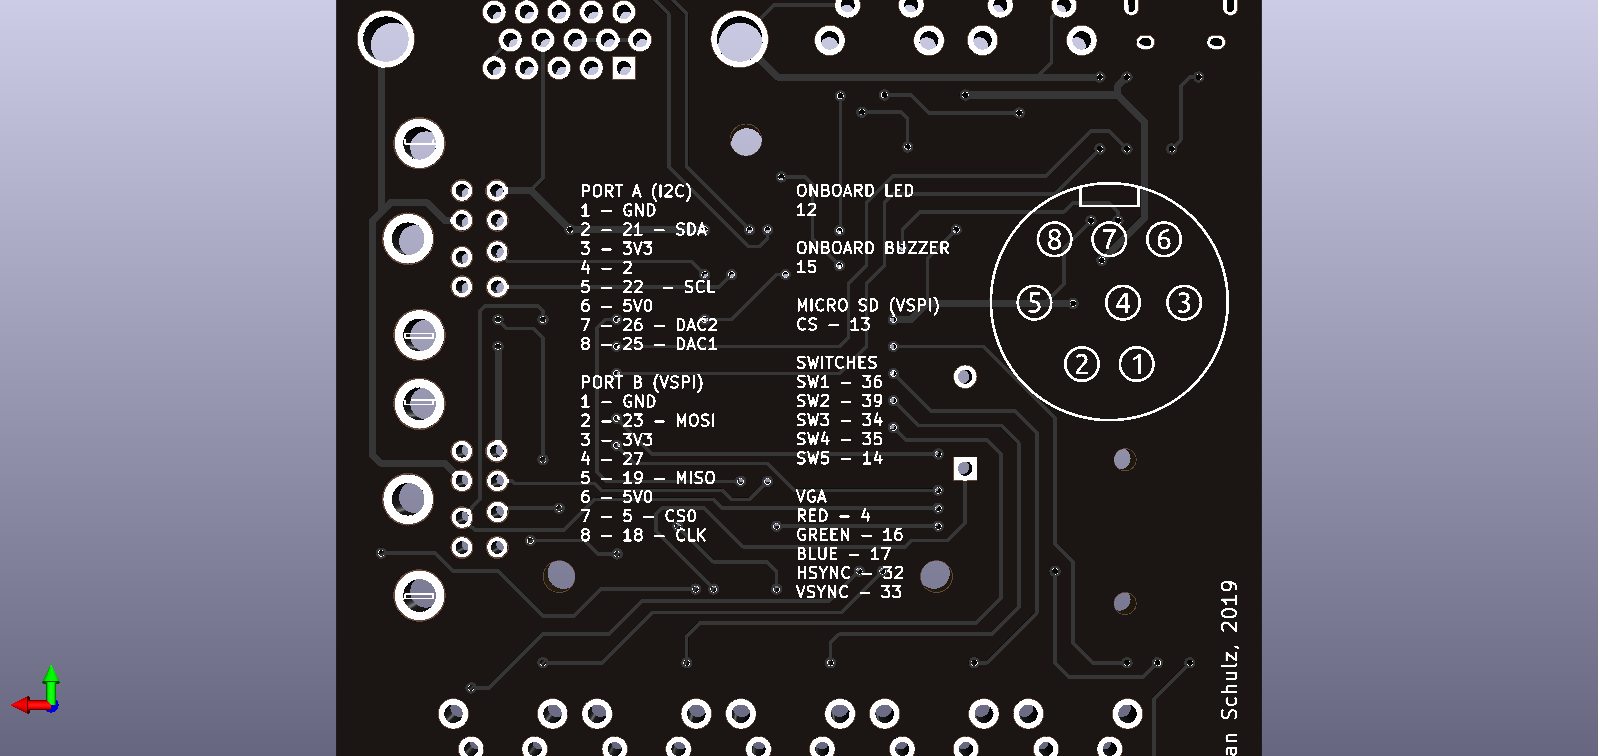 PORT A (I2C)
1 - GND
2 - 21 - SDA
3 - 3V3
4 - 2
5 - 22 - SCL
6 - 5V0
7 - 26 - DAC2
8 - 25 - DAC1
PORT B (VSPI)
1 - GND
2 - 23 - MOSI
3 - 3V3
4 - 27
5 - 19 - MISO
6 - 5V0
7 - 5 - CS0
8 - 18 - CLK
ONBOARD LED
12
ONBOARD BUZZER
15
MICRO SD (VSPI)
CS - 13
SWITCHES
SW1 - 36
SW2 - 39
SW3 - 34
SW4 - 35
SW5 - 14
VGA
RED - 4
GREEN - 16
BLUE - 17
HSYNC - 32
VSYNC - 33
8 7 6
5 4 3
2 1
an Schulz, 2019